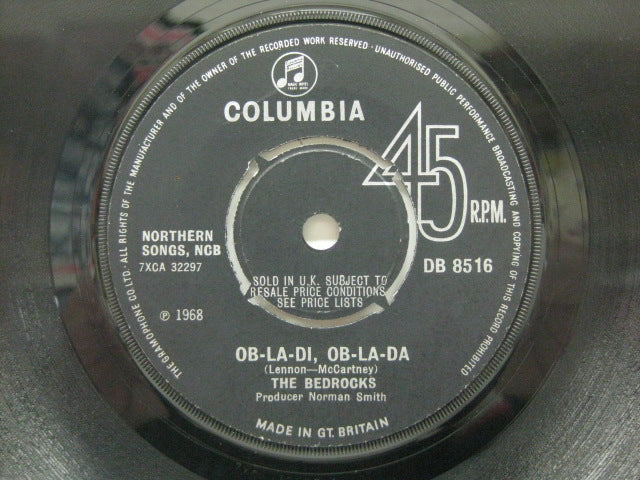 THE GRAMOPHONE CO. LTD. · ALL RIGHTS OF THE MANUFACTURER AND OF THE OWNER OF THE RECORDED WORK RESERVED · UNAUTHORISED PUBLIC PERFORMANCE BROADCASTING AND COPYING OF THIS RECORD PROHIBITED
COLUMBIA
45
R.P.M.
NORTHERN
SONGS, NCB
7XCA 32297
DB 8516
SOLD IN U.K. SUBJECT TO
RESALE PRICE CONDITIONS,
SEE PRICE LISTS
℗ 1968
OB-LA-DI, OB-LA-DA
(Lennon—McCartney)
THE BEDROCKS
Producer Norman Smith
MADE IN GT. BRITAIN